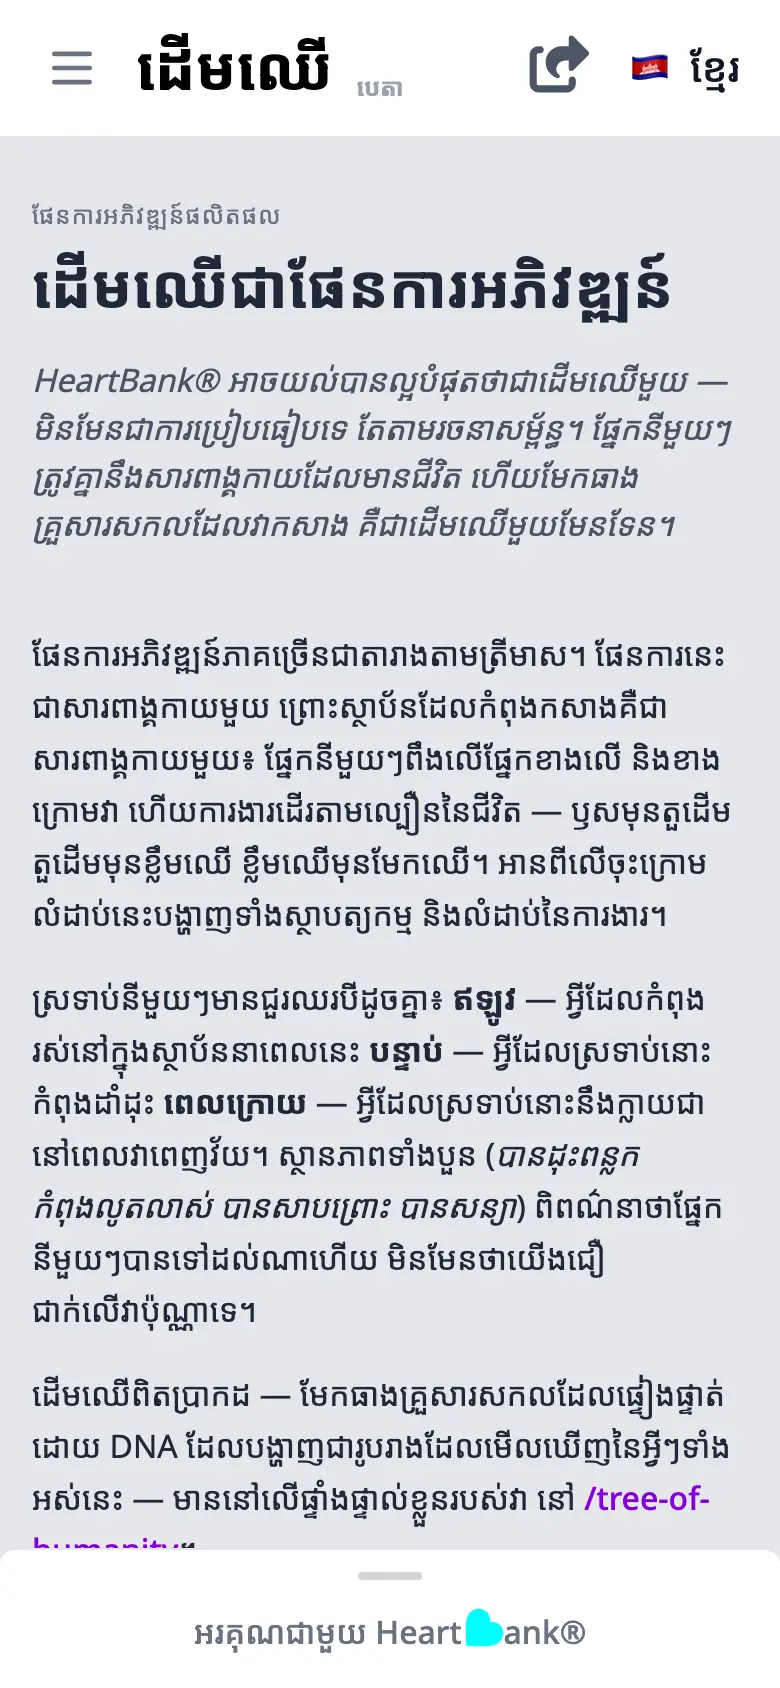 ដើមឈើ បេតា ខ្មែរ
ផែនការអភិវឌ្ឍន៍ផលិតផល
ដើមឈើជាផែនការអភិវឌ្ឍន៍
HeartBank® អាចយល់បានល្អបំផុតថាជាដើមឈើមួយ —
មិនមែនជាការប្រៀបធៀបទេ តែតាមរចនាសម្ព័ន្ធ។ ផ្នែកនីមួយៗ
ត្រូវគ្នានឹងសារពាង្គកាយដែលមានជីវិត ហើយមែកធាង
គ្រួសារសកលដែលវាកសាង គឺជាដើមឈើមួយមែនទែន។
ផែនការអភិវឌ្ឍន៍ភាគច្រើនជាតារាងតាមត្រីមាស។ ផែនការនេះ
ជាសារពាង្គកាយមួយ ព្រោះស្ថាប័នដែលកំពុងកសាងគឺជា
សារពាង្គកាយមួយ៖ ផ្នែកនីមួយៗពឹងលើផ្នែកខាងលើ និងខាង
ក្រោមវា ហើយការងារដើរតាមល្បឿននៃជីវិត — ឫសមុនតួដើម
តួដើមមុនខ្លឹមឈើ ខ្លឹមឈើមុនមែកឈើ។ អានពីលើចុះក្រោម
លំដាប់នេះបង្ហាញទាំងស្ថាបត្យកម្ម និងលំដាប់នៃការងារ។
ស្រទាប់នីមួយៗមានជួរឈរបីដូចគ្នា៖ ឥឡូវ — អ្វីដែលកំពុង
រស់នៅក្នុងស្ថាប័ននាពេលនេះ បន្ទាប់ — អ្វីដែលស្រទាប់នោះ
កំពុងដាំដុះ ពេលក្រោយ — អ្វីដែលស្រទាប់នោះនឹងក្លាយជា
នៅពេលវាពេញវ័យ។ ស្ថានភាពទាំងបួន (បានដុះពន្លក
កំពុងលូតលាស់ បានសាបព្រោះ បានសន្យា) ពិពណ៌នាថាផ្នែក
នីមួយៗបានទៅដល់ណាហើយ មិនមែនថាយើងជឿ
ជាក់លើវាប៉ុណ្ណាទេ។
ដើមឈើពិតប្រាកដ — មែកធាងគ្រួសារសកលដែលផ្ទៀងផ្ទាត់
ដោយ DNA ដែលបង្ហាញជារូបរាងដែលមើលឃើញនៃអ្វីៗទាំង
អស់នេះ — មាននៅលើផ្ទាំងផ្ទាល់ខ្លួនរបស់វា នៅ /tree-of-
humanity។
អរគុណជាមួយ HeartBank®